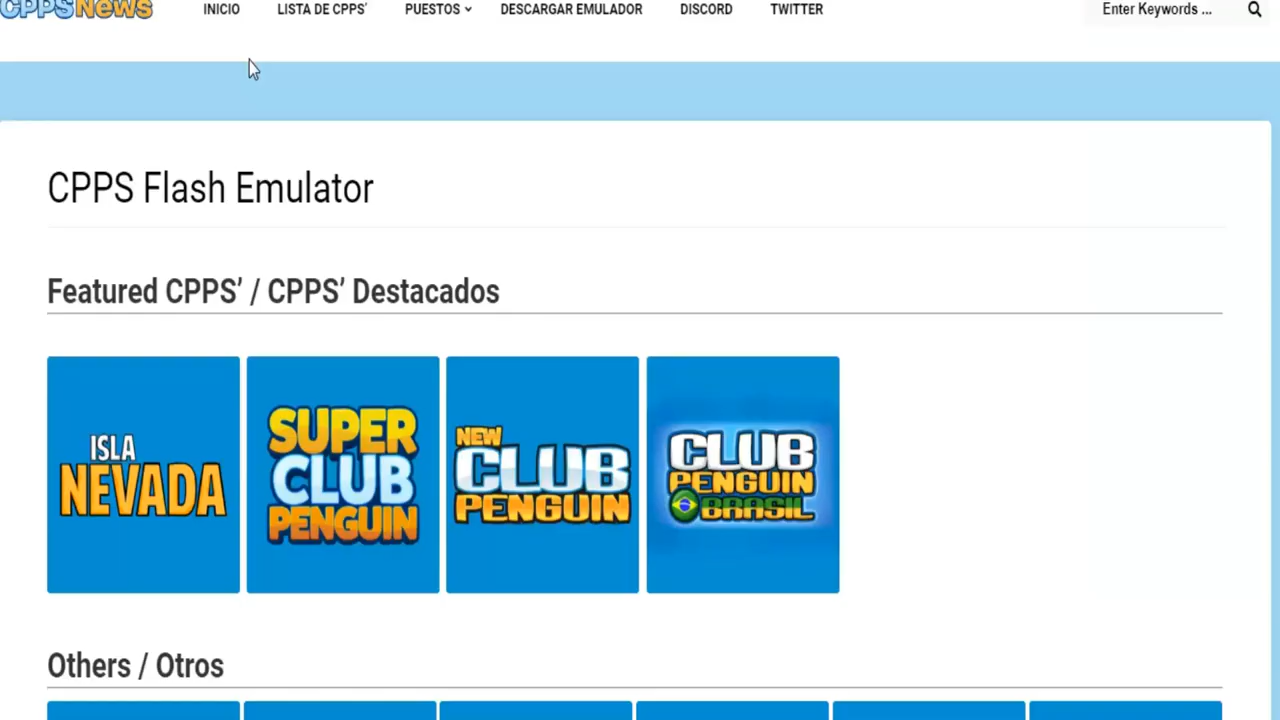 CPPSNews
INICIO
LISTA DE CPPS’
PUESTOS
DESCARGAR EMULADOR
DISCORD
TWITTER
Enter Keywords ...
CPPS Flash Emulator
Featured CPPS’ / CPPS’ Destacados
ISLA
NEVADA
SUPER
CLUB
PENGUIN
NEW
CLUB
PENGUIN
CLUB
PENGUIN
BRASIL
Others / Otros